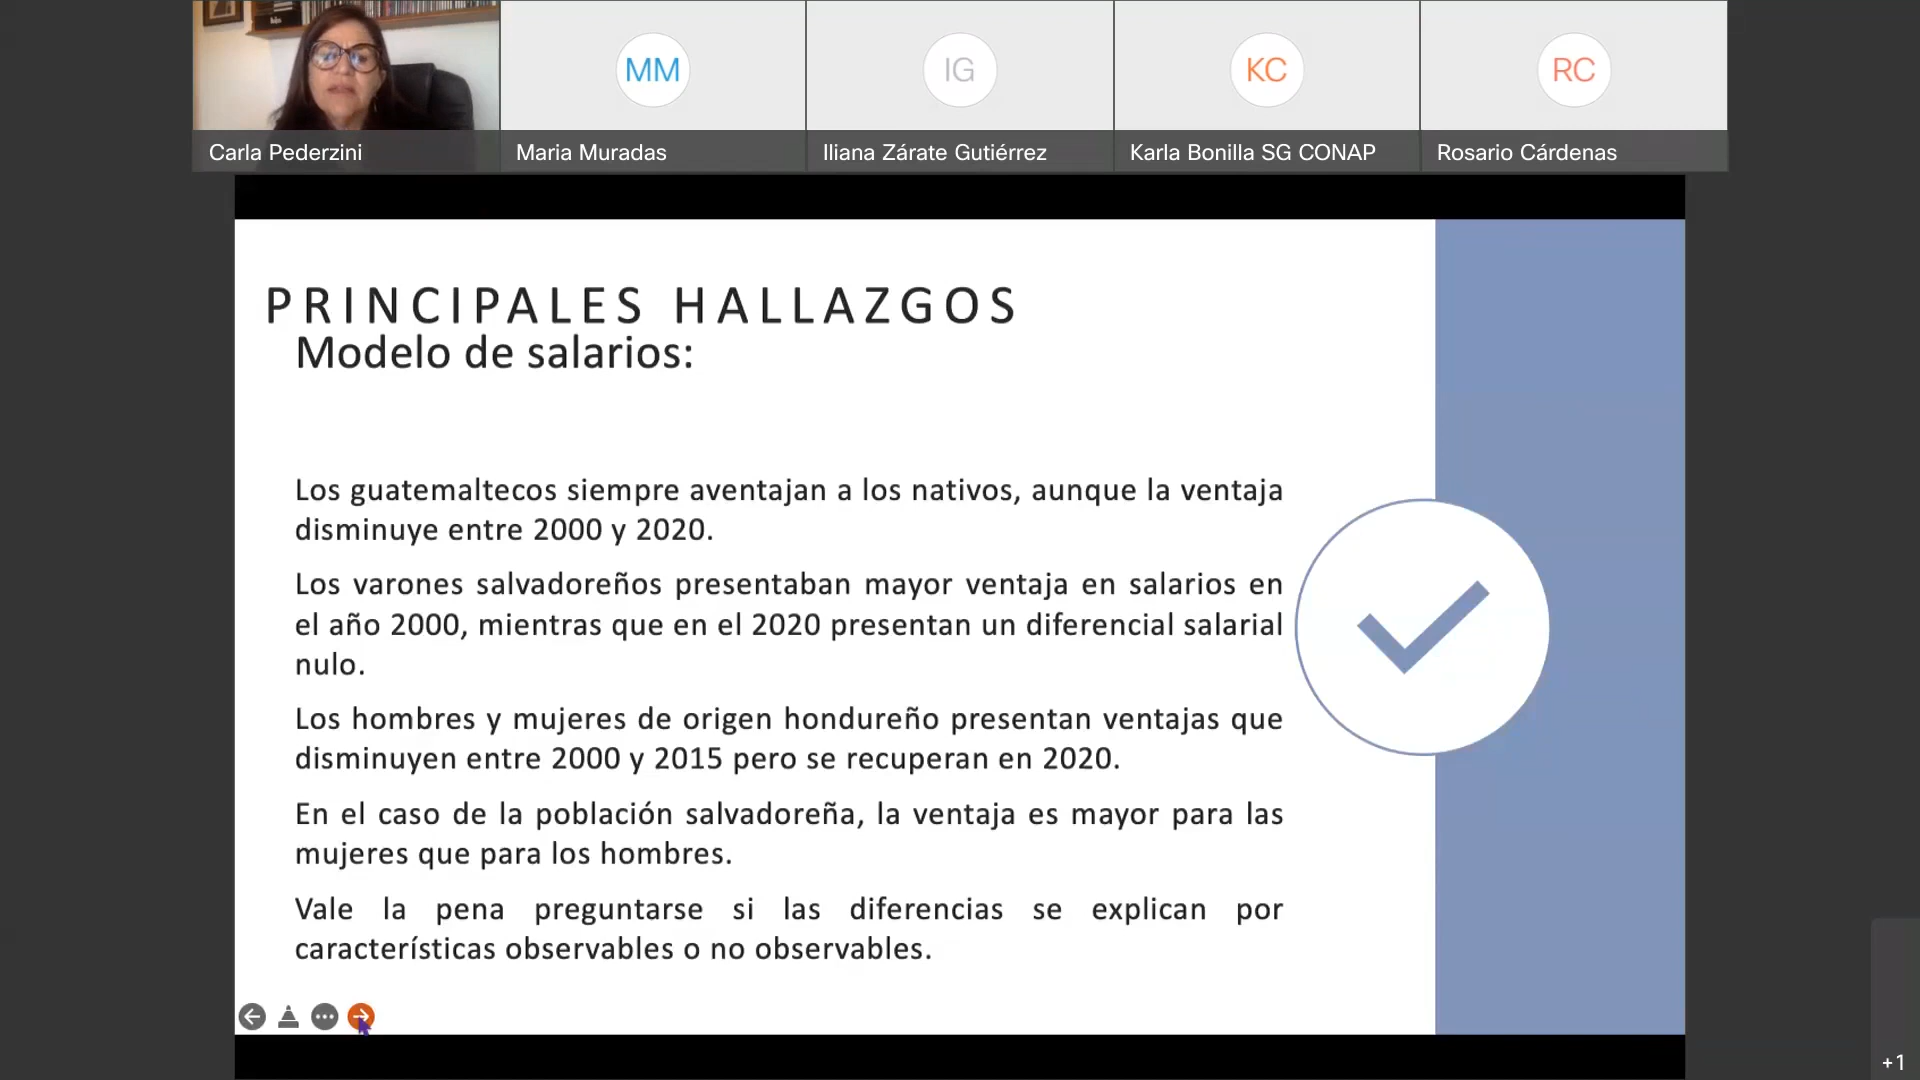 MM
IG
KC
RC
Carla Pederzini
Maria Muradas
Iliana Zárate Gutiérrez
Karla Bonilla SG CONAP
Rosario Cárdenas
PRINCIPALES HALLAZGOS
Modelo de salarios:
Los guatemaltecos siempre aventajan a los nativos, aunque la ventaja
disminuye entre 2000 y 2020.
Los varones salvadoreños presentaban mayor ventaja en salarios en
el año 2000, mientras que en el 2020 presentan un diferencial salarial
nulo.
Los hombres y mujeres de origen hondureño presentan ventajas que
disminuyen entre 2000 y 2015 pero se recuperan en 2020.
En el caso de la población salvadoreña, la ventaja es mayor para las
mujeres que para los hombres.
Vale la pena preguntarse si las diferencias se explican por
características observables o no observables.
+1